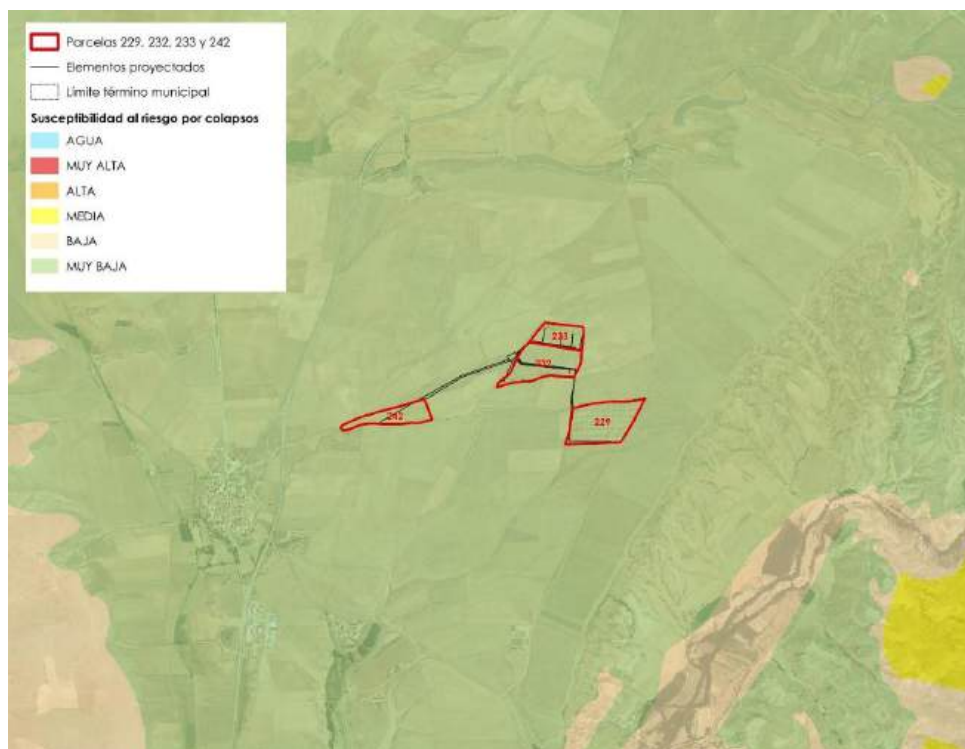 Parcelas 229, 232, 233 y 242
Elementos proyectados
Límite término municipal
Susceptibilidad al riesgo por colapsos
AGUA
MUY ALTA
ALTA
MEDIA
BAJA
MUY BAJA
233
232
242
229